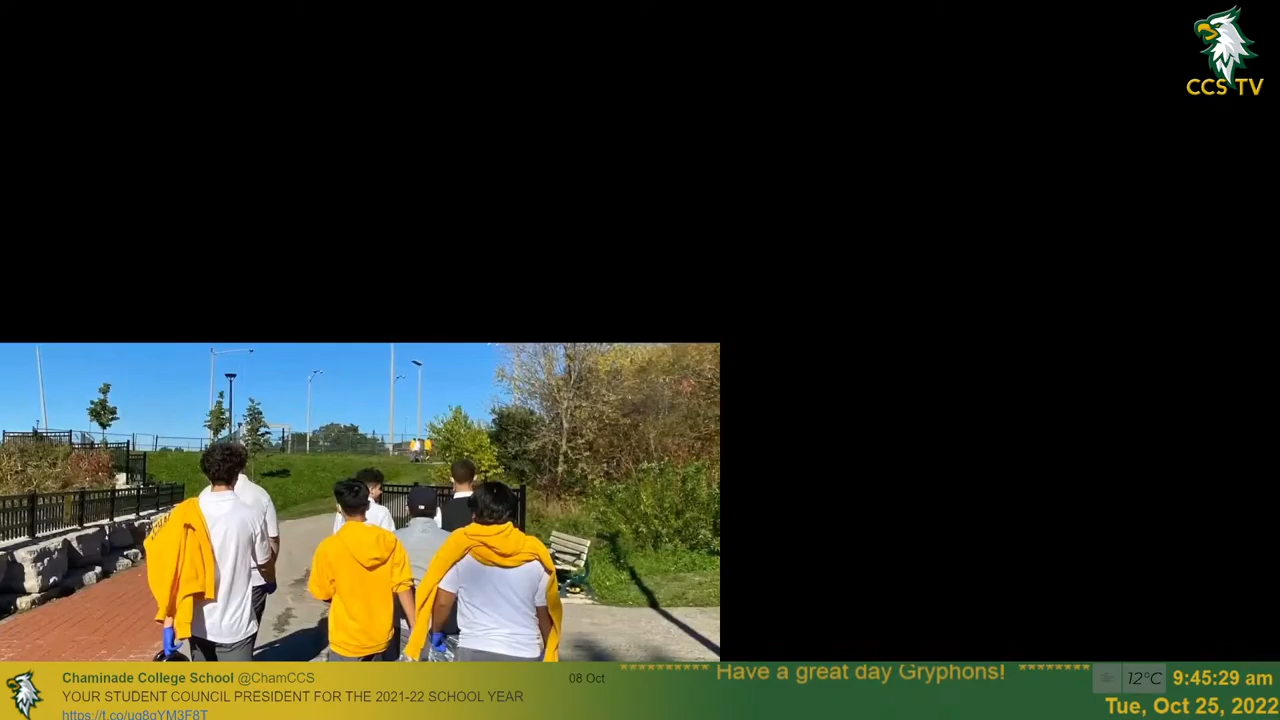 CCS TV
Chaminade College School @ChamCCS
08 Oct
YOUR STUDENT COUNCIL PRESIDENT FOR THE 2021-22 SCHOOL YEAR
https://t.co/ug8gYM3F8T
********** Have a great day Gryphons! ********
12°C
9:45:29 am
Tue, Oct 25, 2022